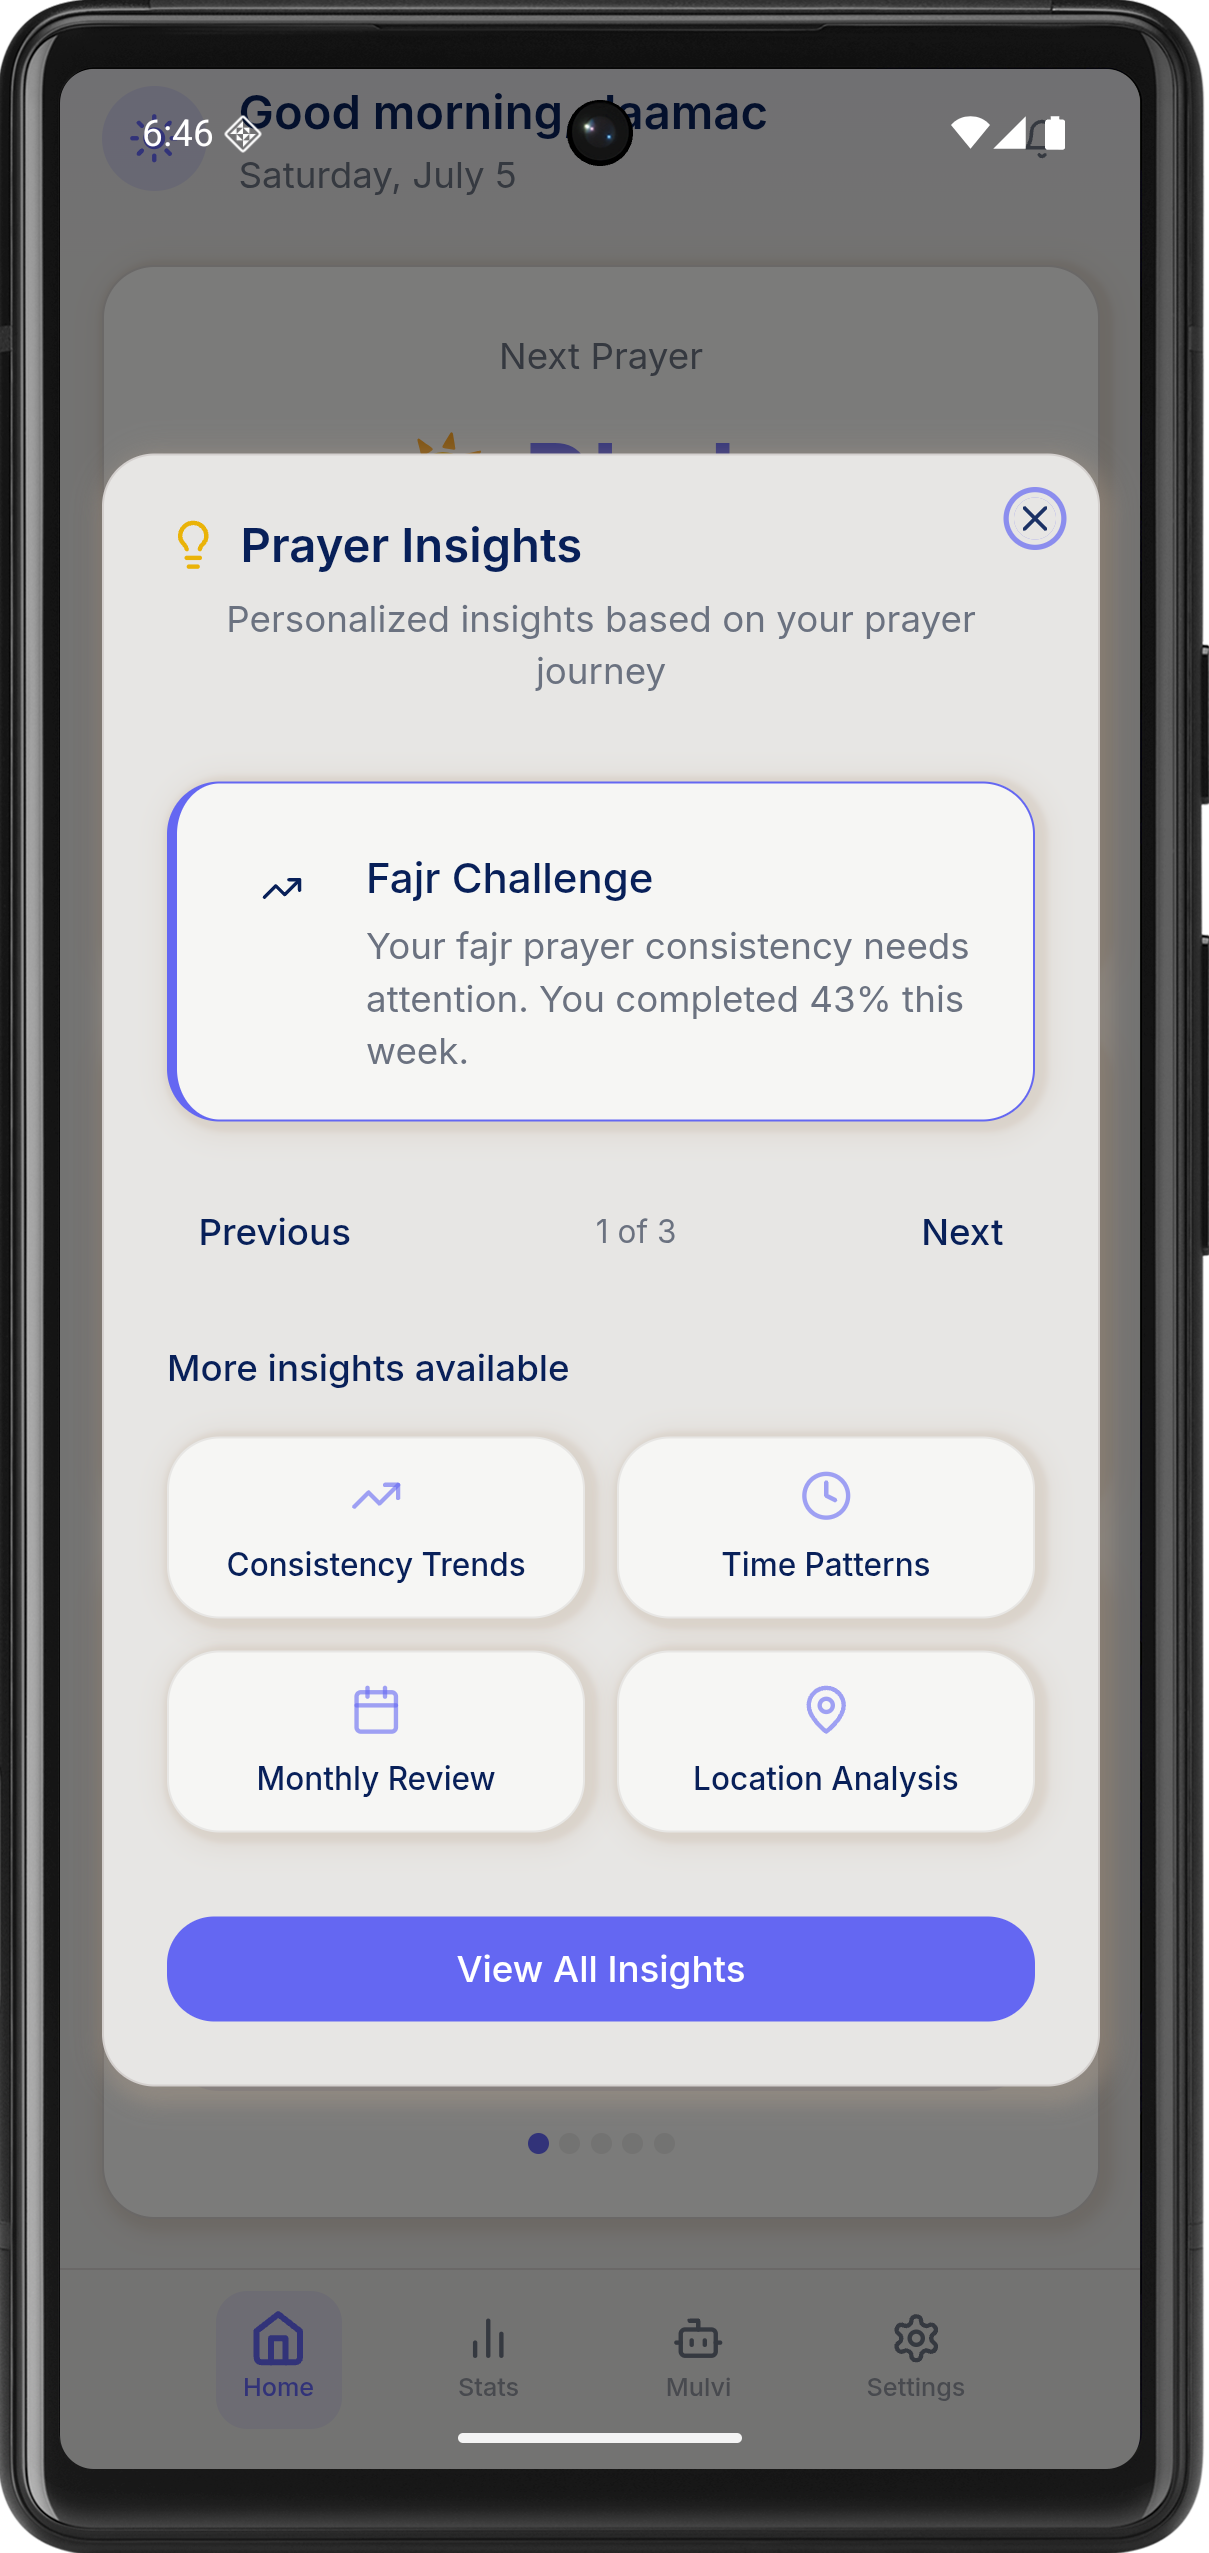 6:46
Good morning, Jaamac
Saturday, July 5
Next Prayer
Prayer Insights
Personalized insights based on your prayer
journey
Fajr Challenge
Your fajr prayer consistency needs
attention. You completed 43% this
week.
Previous
1 of 3
Next
More insights available
Consistency Trends
Time Patterns
Monthly Review
Location Analysis
View All Insights
Home
Stats
Mulvi
Settings